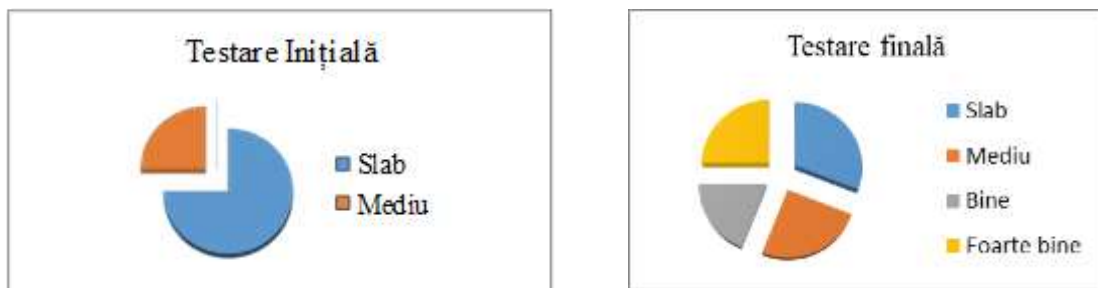 Testare Inițială
Slab
Mediu
Testare finală
Slab
Mediu
Bine
Foarte bine